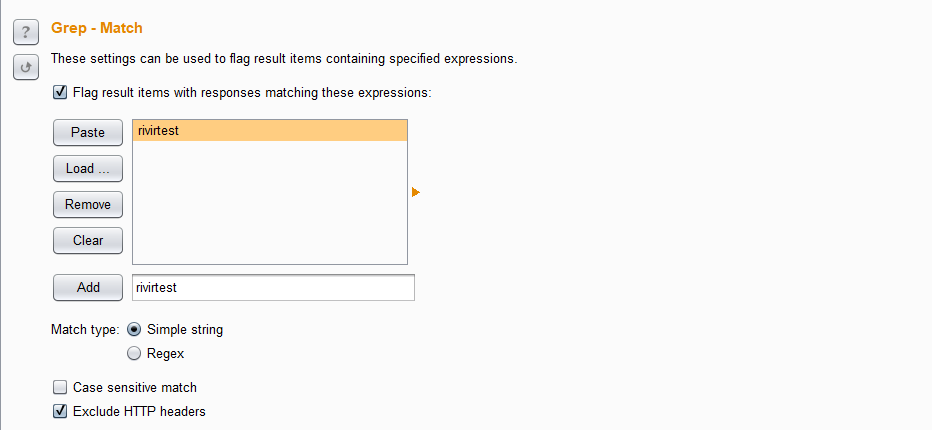 ?
Grep - Match
These settings can be used to flag result items containing specified expressions.
Flag result items with responses matching these expressions:
Paste
rivirtest
Load ...
Remove
Clear
Add
rivirtest
Match type:
Simple string
Regex
Case sensitive match
Exclude HTTP headers